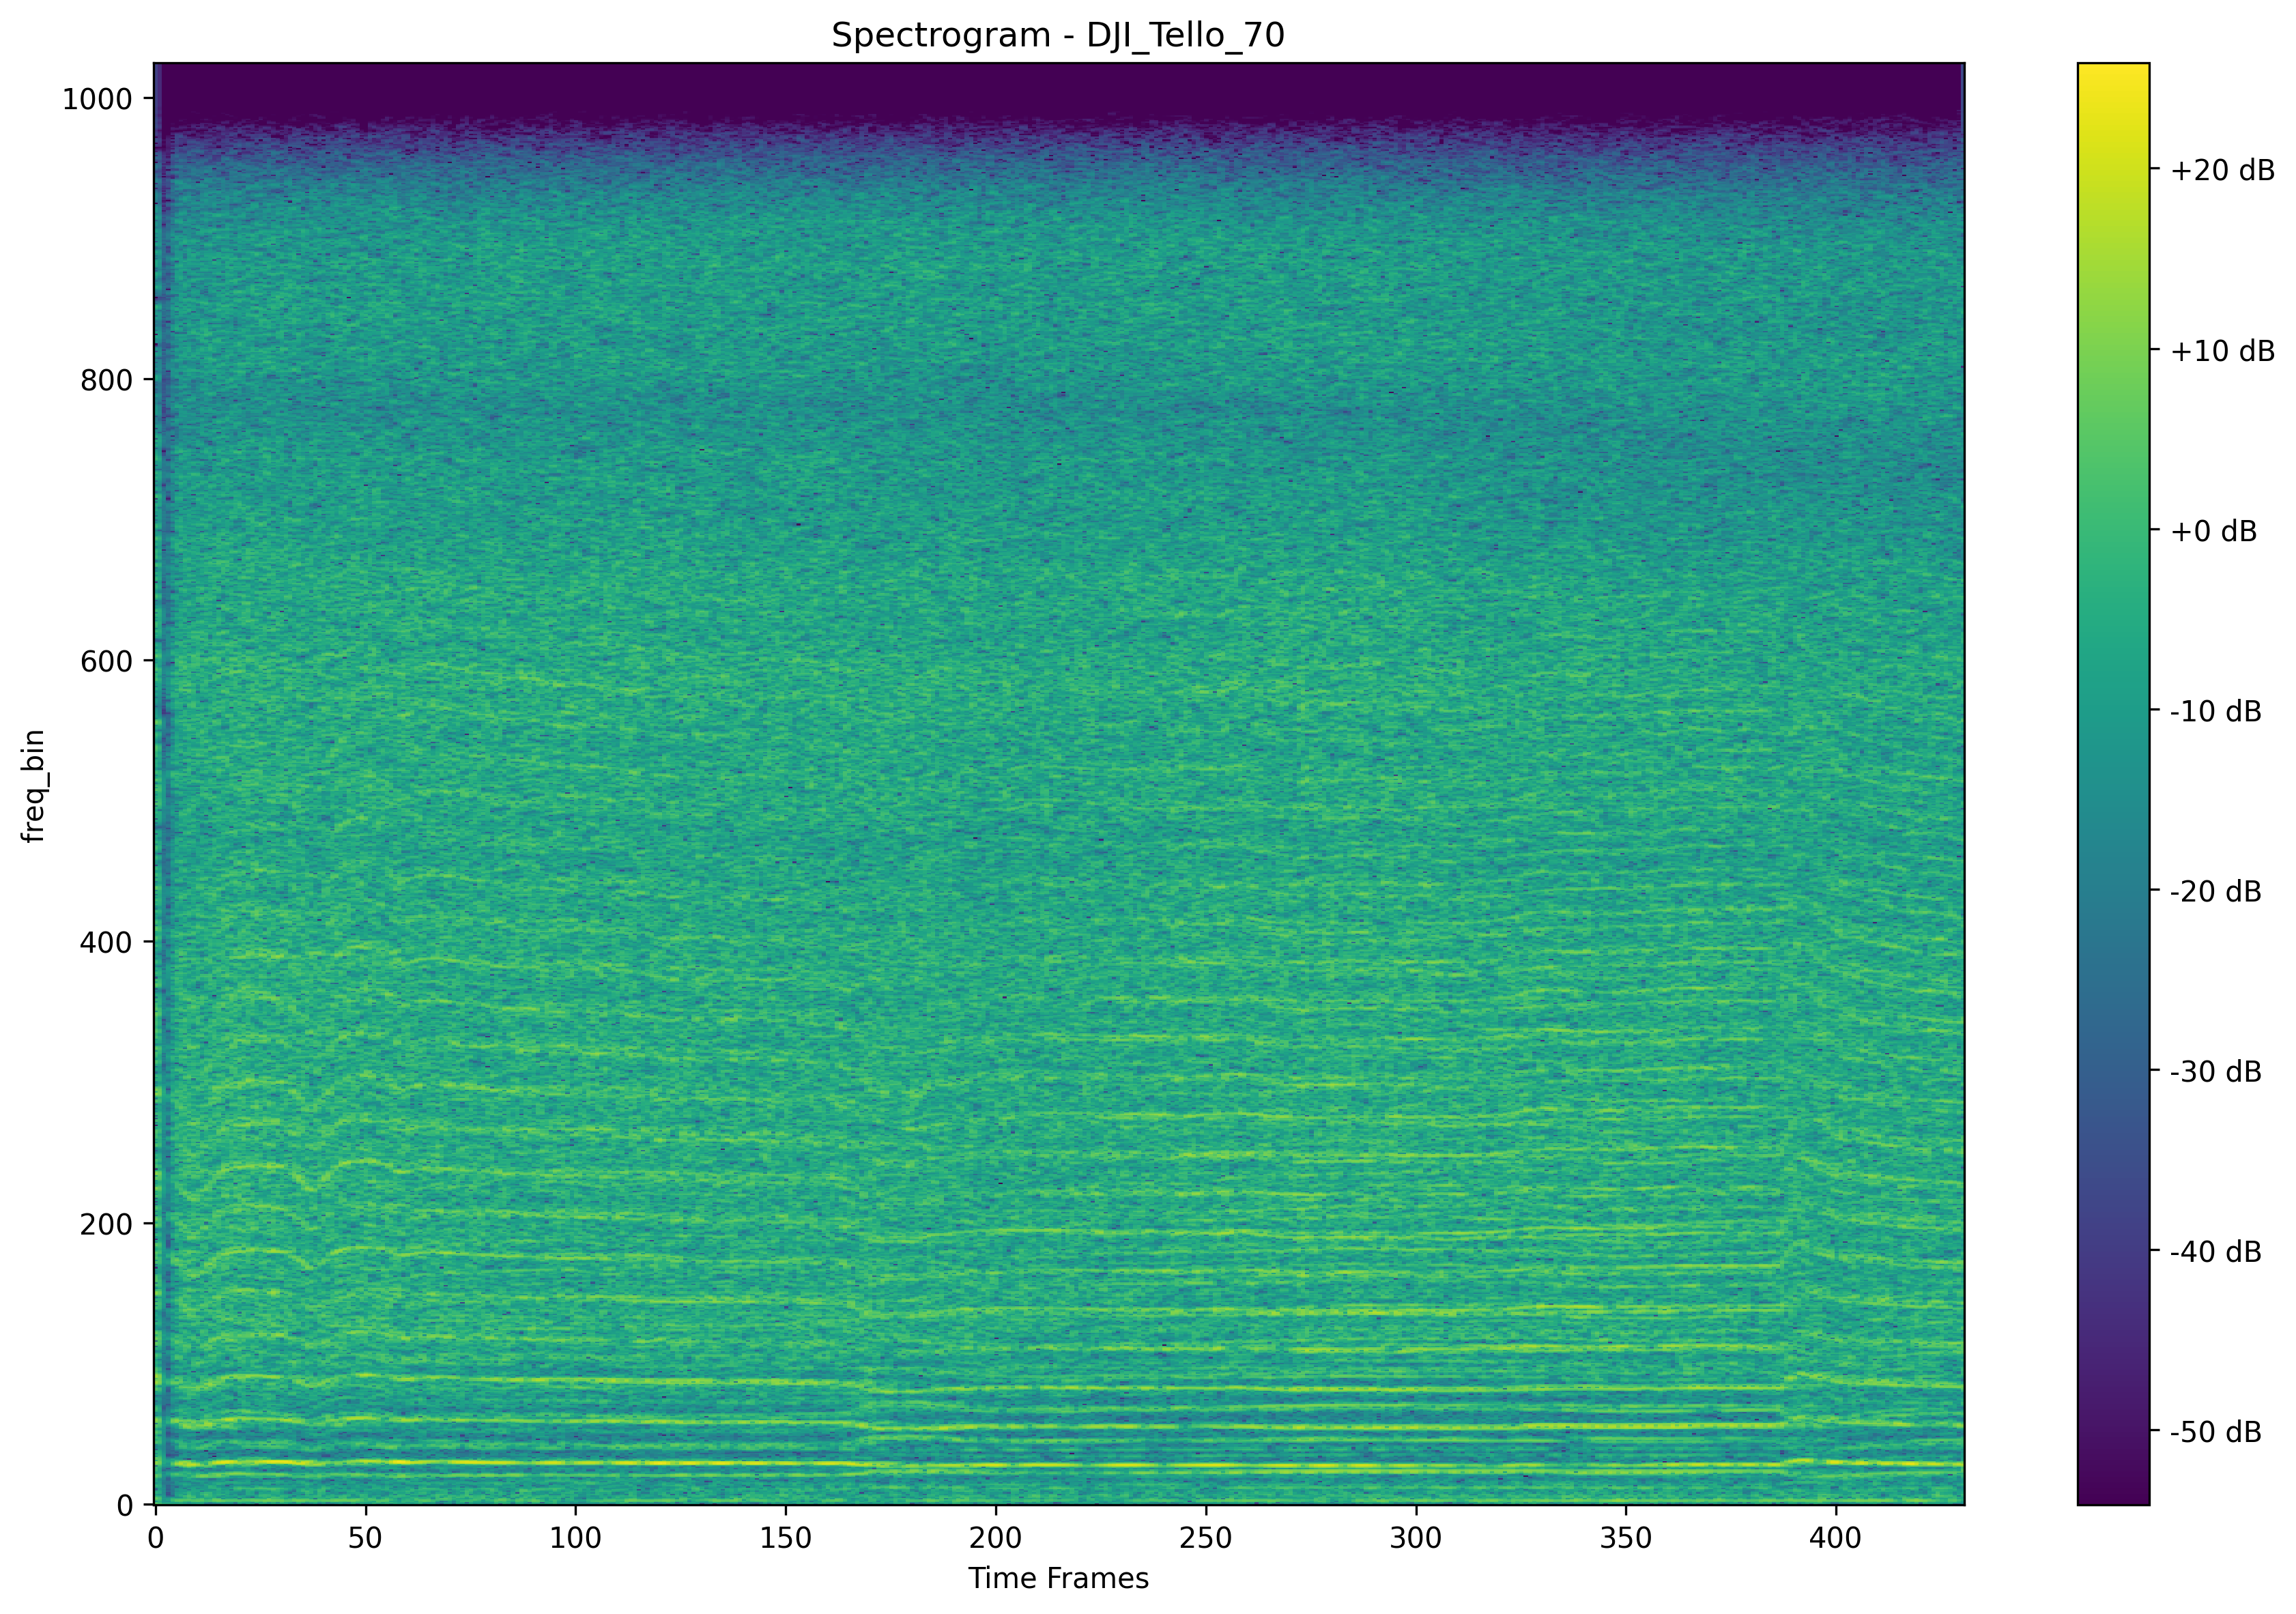 Spectrogram - DJI_Tello_70
1000
800
600
400
200
0
freq_bin
0 50 100 150 200 250 300 350 400
Time Frames
+20 dB
+10 dB
+0 dB
-10 dB
-20 dB
-30 dB
-40 dB
-50 dB